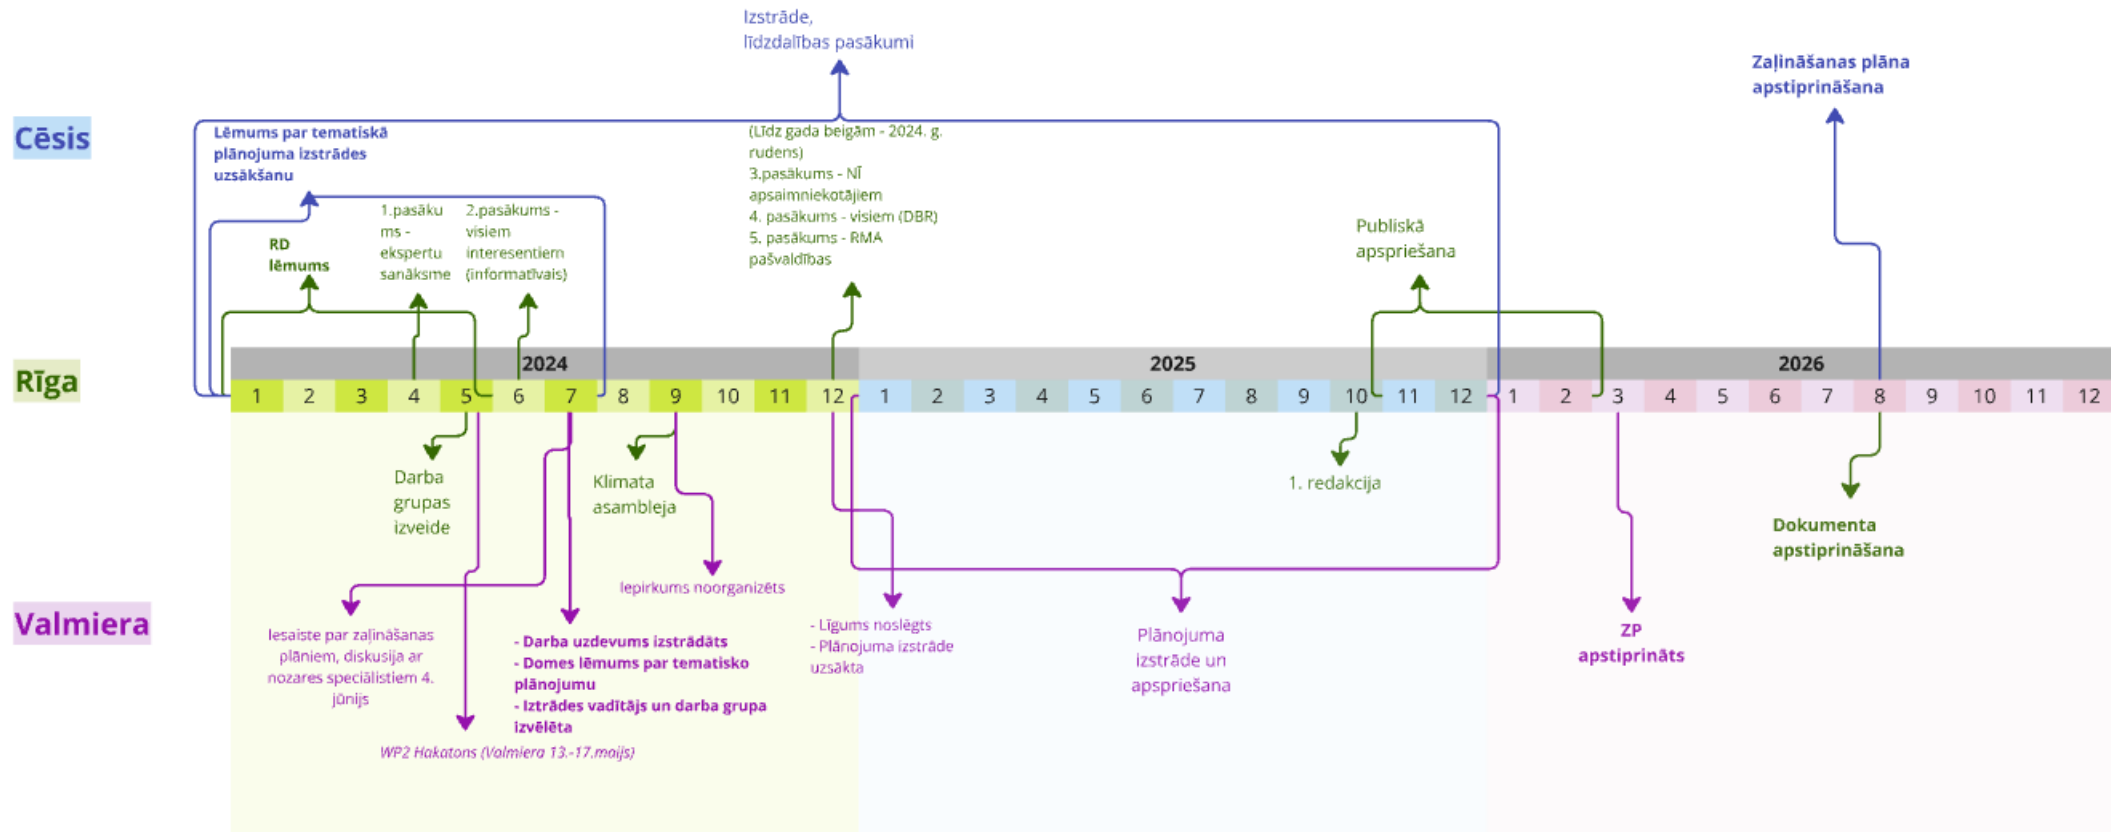 Izstrāde,
līdzdalības pasākumi
Zaļināšanas plāna
apstiprināšana
Cēsis
Lēmums par tematiskā
plānojuma izstrādes
uzsākšanu
(Līdz gada beigām - 2024. g.
rudens)
3.pasākums - NĪ
apsaimniekotājiem
4. pasākums - visiem (DBR)
5. pasākums - RMA
pašvaldības
RD
lēmums
1.pasāku
ms -
ekspertu
sanāksme
2.pasākums -
visiem
interesentiem
(informatīvais)
Publiskā
apspriešana
Rīga
2024
2025
2026
1 2 3 4 5 6 7 8 9 10 11 12 1 2 3 4 5 6 7 8 9 10 11 12 1 2 3 4 5 6 7 8 9 10 11 12
Darba
grupas
izveide
Klimata
asambleja
1. redakcija
Dokumenta
apstiprināšana
Iepirkums noorganizēts
Valmiera
Iesaiste par zaļināšanas
plāniem, diskusija ar
nozares speciālistiem 4.
jūnijs
- Darba uzdevums izstrādāts
- Domes lēmums par tematisko
plānojumu
- Iztrādes vadītājs un darba grupa
izvēlēta
- Līgums noslēgts
- Plānojuma izstrāde
uzsākta
Plānojuma
izstrāde un
apspriešana
ZP
apstiprināts
WP2 Hakatons (Valmiera 13.-17.maijs)